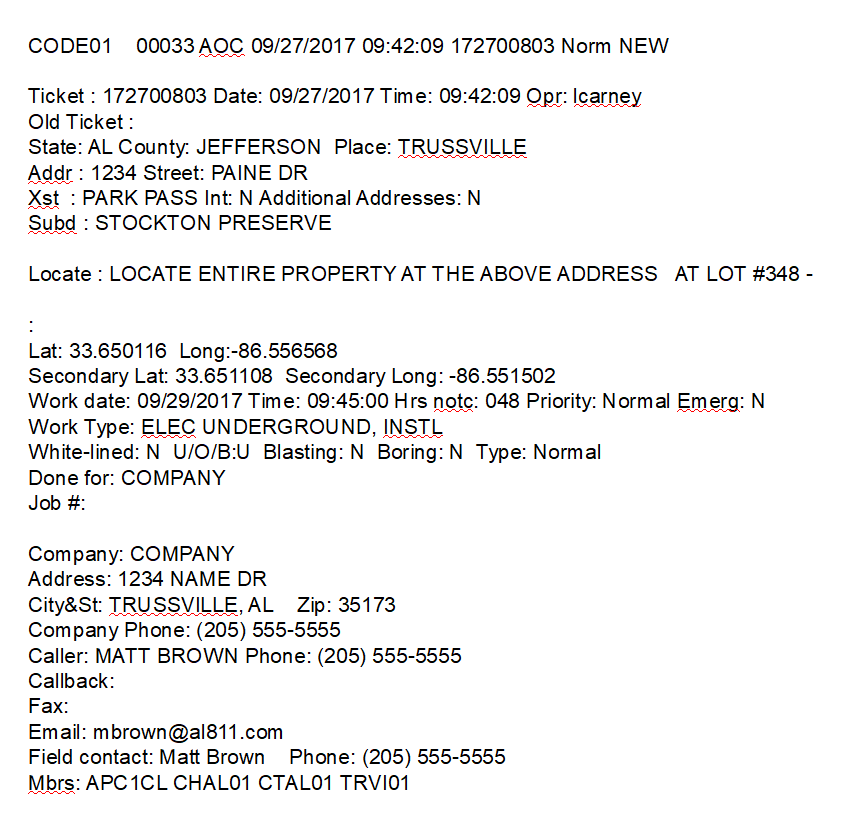 CODE01    00033 AOC 09/27/2017 09:42:09 172700803 Norm NEW
Ticket : 172700803 Date: 09/27/2017 Time: 09:42:09 Opr: lcarney
Old Ticket :
State: AL County: JEFFERSON  Place: TRUSSVILLE
Addr : 1234 Street: PAINE DR
Xst  : PARK PASS Int: N Additional Addresses: N
Subd : STOCKTON PRESERVE
Locate : LOCATE ENTIRE PROPERTY AT THE ABOVE ADDRESS   AT LOT #348 -
:
Lat: 33.650116  Long:-86.556568
Secondary Lat: 33.651108  Secondary Long: -86.551502
Work date: 09/29/2017 Time: 09:45:00 Hrs notc: 048 Priority: Normal Emerg: N
Work Type: ELEC UNDERGROUND, INSTL
White-lined: N  U/O/B:U  Blasting: N  Boring: N  Type: Normal
Done for: COMPANY
Job #:
Company: COMPANY
Address: 1234 NAME DR
City&St: TRUSSVILLE, AL    Zip: 35173
Company Phone: (205) 555-5555
Caller: MATT BROWN Phone: (205) 555-5555
Callback:
Fax:
Email: mbrown@al811.com
Field contact: Matt Brown    Phone: (205) 555-5555
Mbrs: APC1CL CHAL01 CTAL01 TRVI01